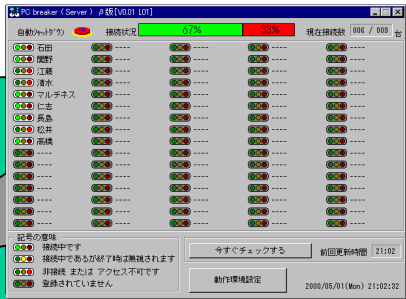 PC breaker ( Server ) β版[V0.01 L01]
自動シャットダウン 接続状況 67% 33% 現在接続数 006 / 009 台
石田 ---- ---- ---- ----
関野 ---- ---- ---- ----
江藤 ---- ---- ---- ----
清水 ---- ---- ---- ----
マルチネス ---- ---- ---- ----
仁志 ---- ---- ---- ----
長島 ---- ---- ---- ----
松井 ---- ---- ---- ----
高橋 ---- ---- ---- ----
---- ---- ---- ---- ----
---- ---- ---- ---- ----
---- ---- ---- ---- ----
---- ---- ---- ---- ----
---- ---- ---- ---- ----
---- ---- ---- ---- ----
記号の意味
接続中です
接続中であるが終了時は無視されます
非接続 または アクセス不可です
登録されていません
今すぐチェックする
前回更新時間 21:02
動作環境設定
2000/05/01(Mon) 21:02:32